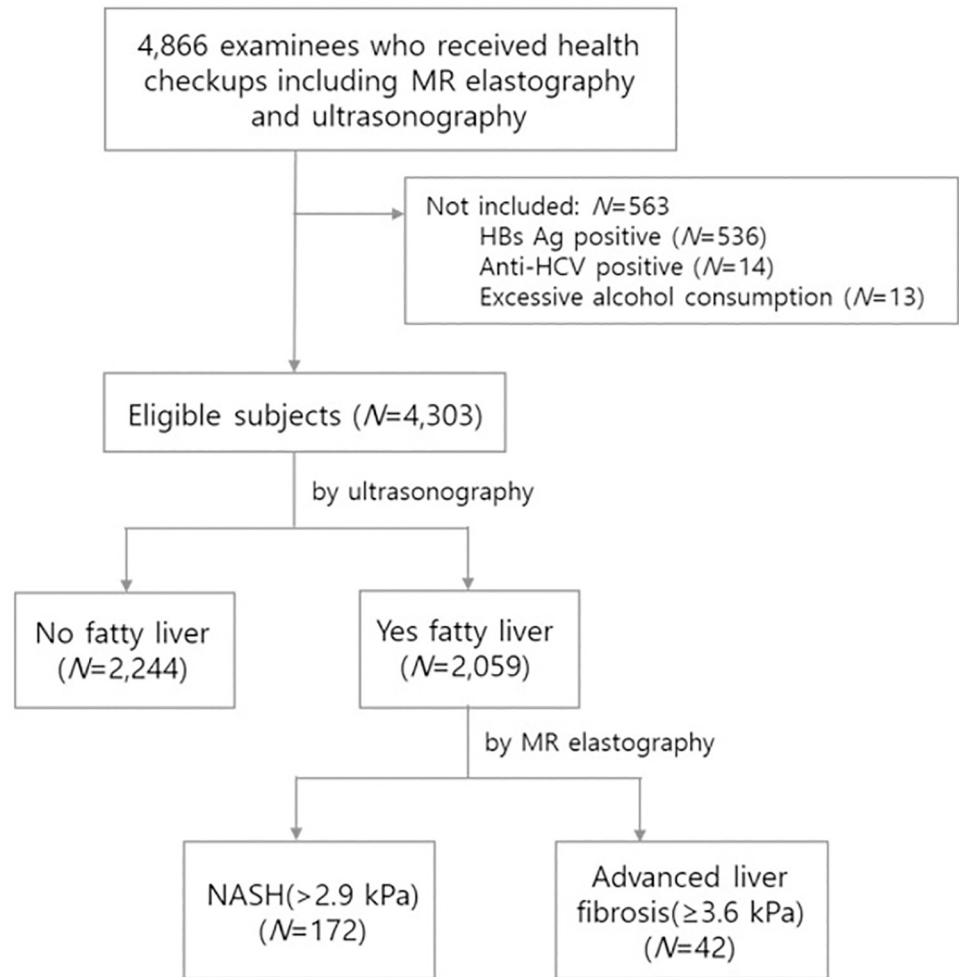 4,866 examinees who received health
checkups including MR elastography
and ultrasonography
Not included: N=563
HBs Ag positive (N=536)
Anti-HCV positive (N=14)
Excessive alcohol consumption (N=13)
Eligible subjects (N=4,303)
by ultrasonography
No fatty liver
(N=2,244)
Yes fatty liver
(N=2,059)
by MR elastography
NASH(>2.9 kPa)
(N=172)
Advanced liver
fibrosis(≥3.6 kPa)
(N=42)